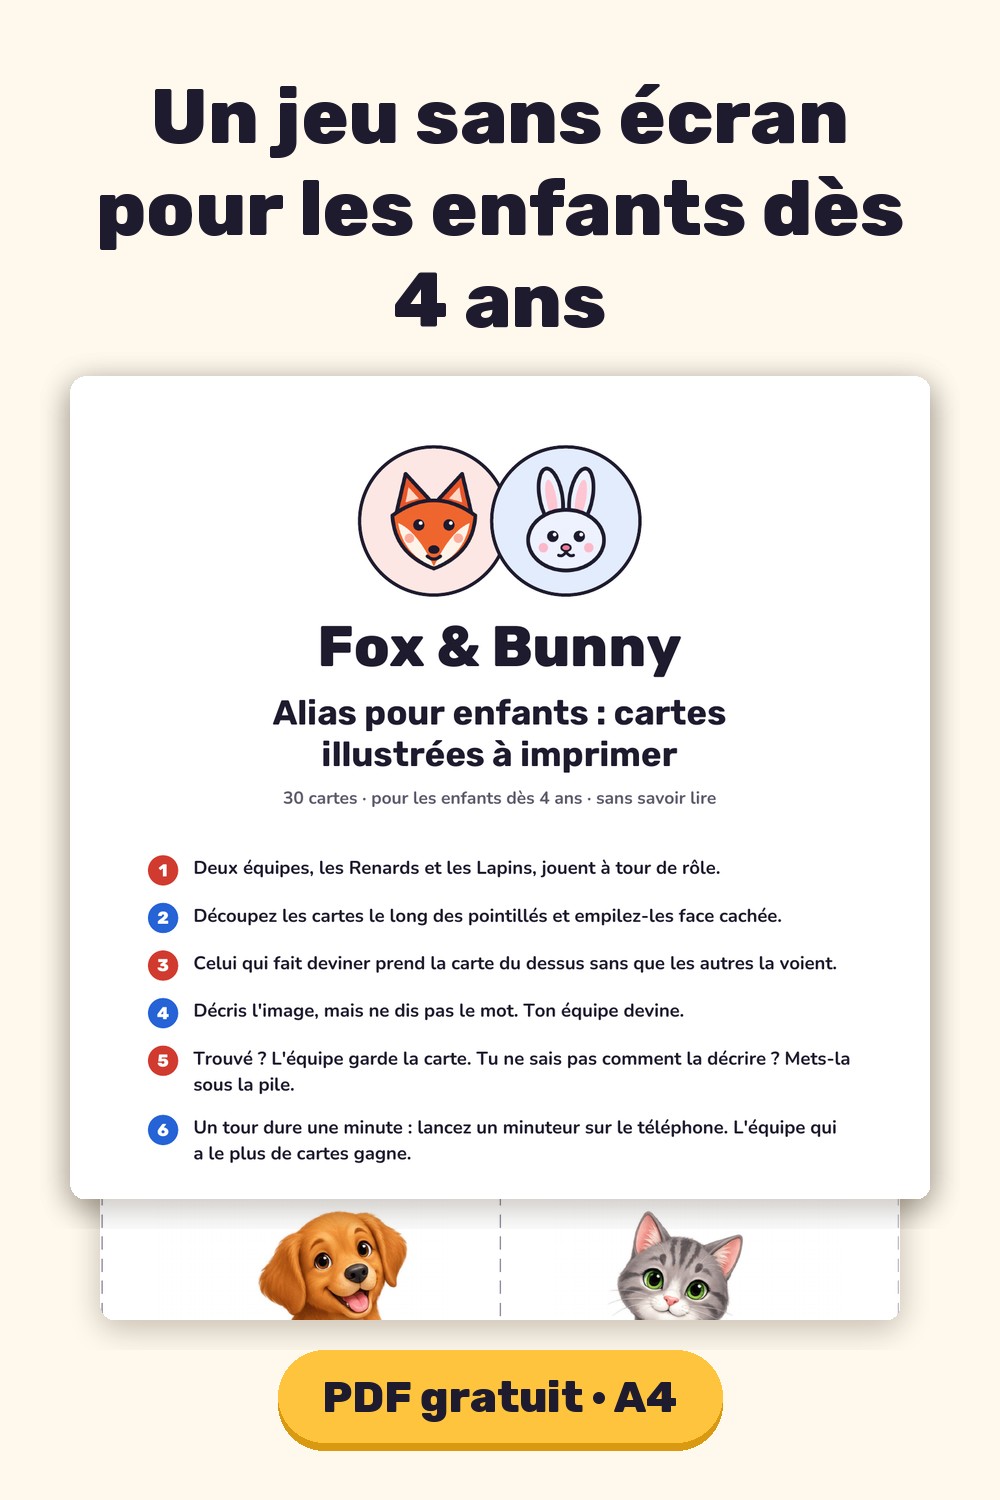 Un jeu sans écran
pour les enfants dès
4 ans
Fox & Bunny
Alias pour enfants : cartes
illustrées à imprimer
30 cartes · pour les enfants dès 4 ans · sans savoir lire
1 Deux équipes, les Renards et les Lapins, jouent à tour de rôle.
2 Découpez les cartes le long des pointillés et empilez-les face cachée.
3 Celui qui fait deviner prend la carte du dessus sans que les autres la voient.
4 Décris l'image, mais ne dis pas le mot. Ton équipe devine.
5 Trouvé ? L'équipe garde la carte. Tu ne sais pas comment la décrire ? Mets-la
sous la pile.
6 Un tour dure une minute : lancez un minuteur sur le téléphone. L'équipe qui
a le plus de cartes gagne.
PDF gratuit • A4